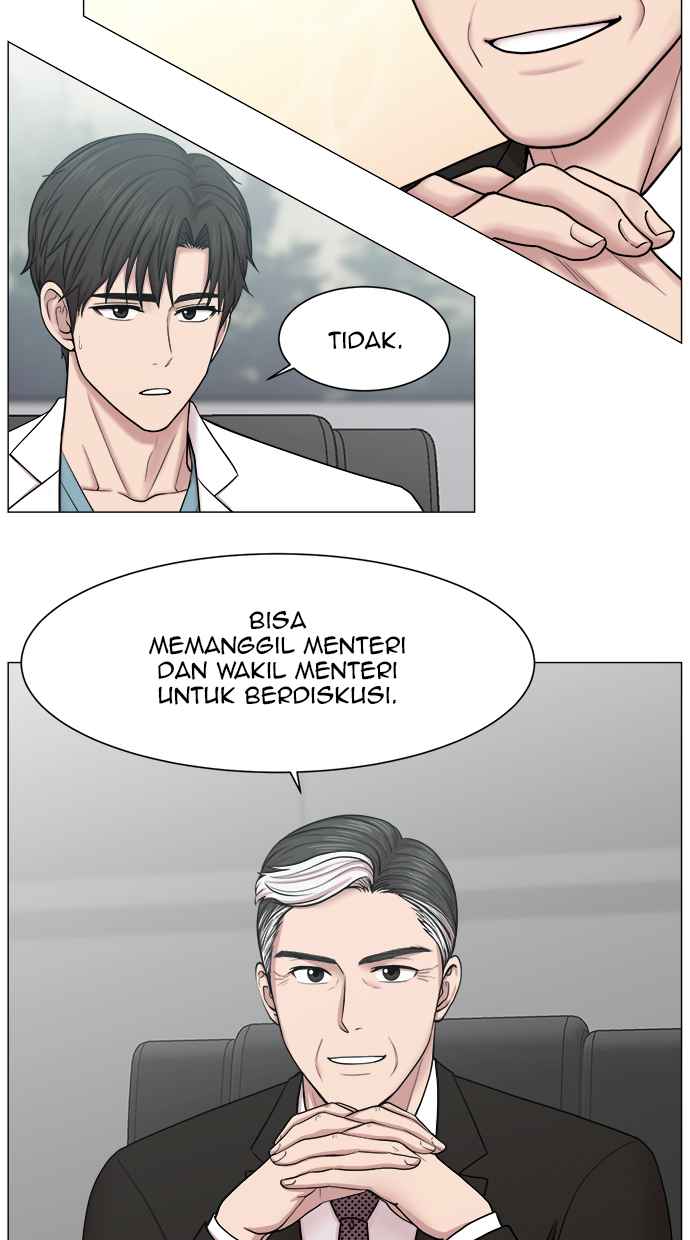 TIDAK.
BISA
MEMANGGIL MENTERI
DAN WAKIL MENTERI
UNTUK BERDISKUSI.